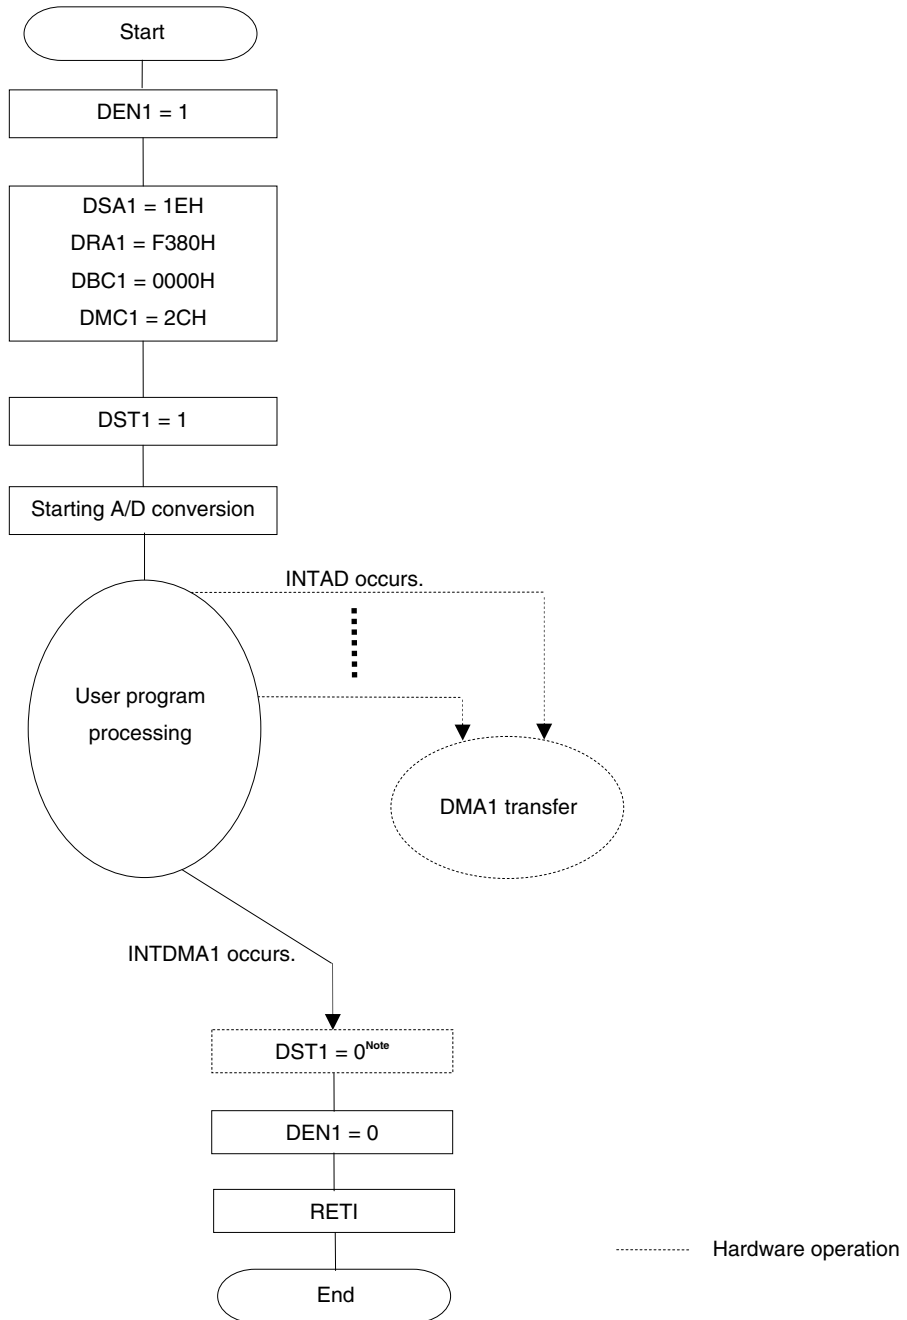 Start
DEN1 = 1
DSA1 = 1EH
DRA1 = F380H
DBC1 = 0000H
DMC1 = 2CH
DST1 = 1
Starting A/D conversion
INTAD occurs.
User program
processing
DMA1 transfer
INTDMA1 occurs.
DST1 = 0Note
DEN1 = 0
RETI
Hardware operation
End